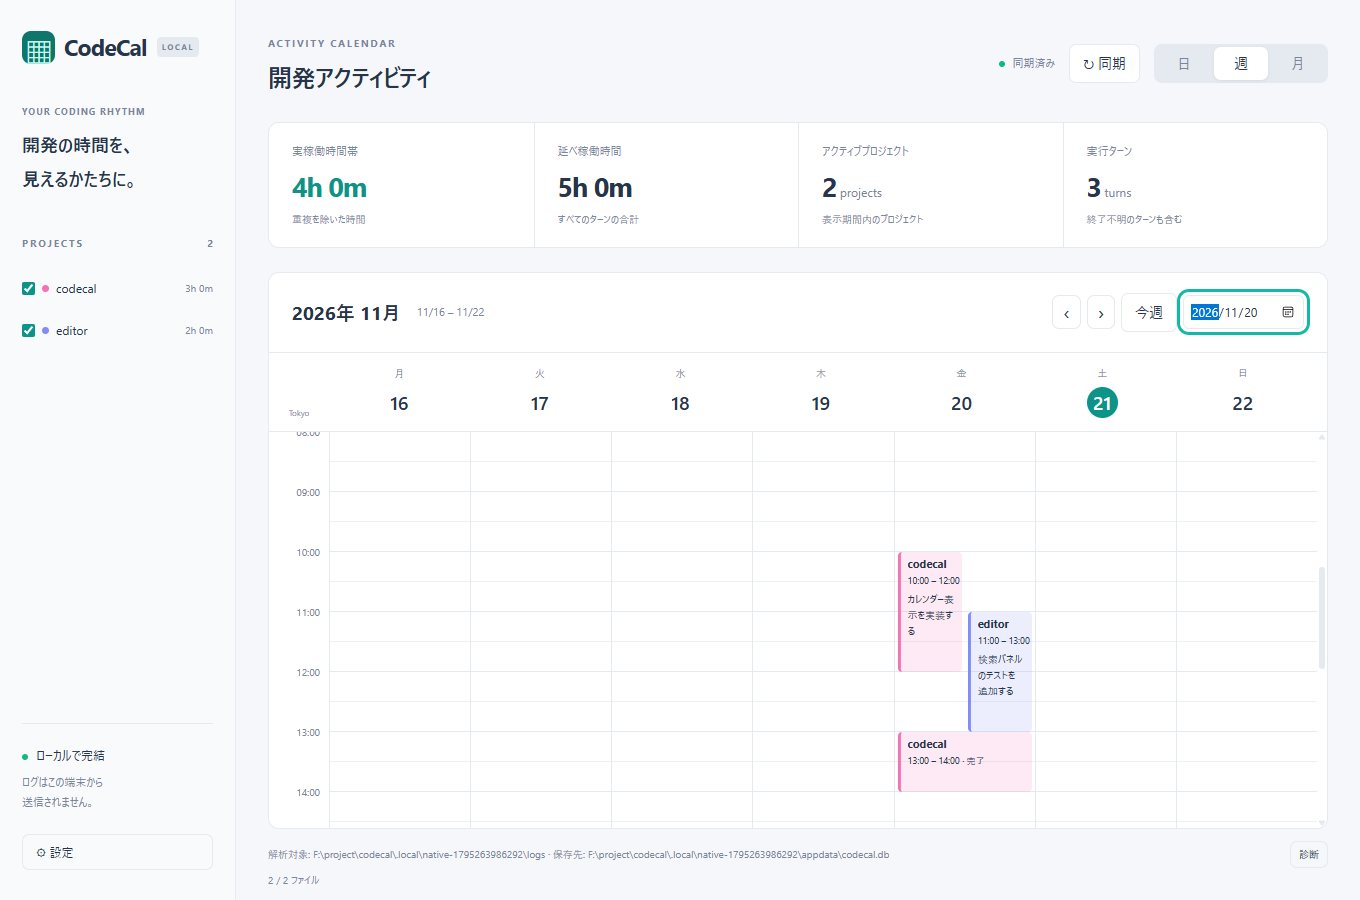 CodeCal LOCAL
YOUR CODING RHYTHM
開発の時間を、
見えるかたちに。
PROJECTS 2
codecal 3h 0m
editor 2h 0m
ローカルで完結
ログはこの端末から
送信されません。
⚙ 設定
ACTIVITY CALENDAR
開発アクティビティ
同期済み
↻ 同期
日 週 月
実稼働時間帯
4h 0m
重複を除いた時間
延べ稼働時間
5h 0m
すべてのターンの合計
アクティブプロジェクト
2 projects
表示期間内のプロジェクト
実行ターン
3 turns
終了不明のターンも含む
2026年 11月 11/16 – 11/22
‹ › 今週 2026/11/20
月 火 水 木 金 土 日
Tokyo 16 17 18 19 20 21 22
08:00
09:00
10:00
11:00
12:00
13:00
14:00
codecal
10:00 – 12:00
カレンダー表
示を実装す
る
editor
11:00 – 13:00
検索パネル
のテストを
追加する
codecal
13:00 – 14:00 · 完了
解析対象: F:\project\codecal\.local\native-1795263986292\logs · 保存先: F:\project\codecal\.local\native-1795263986292\appdata\codecal.db
診断
2 / 2 ファイル